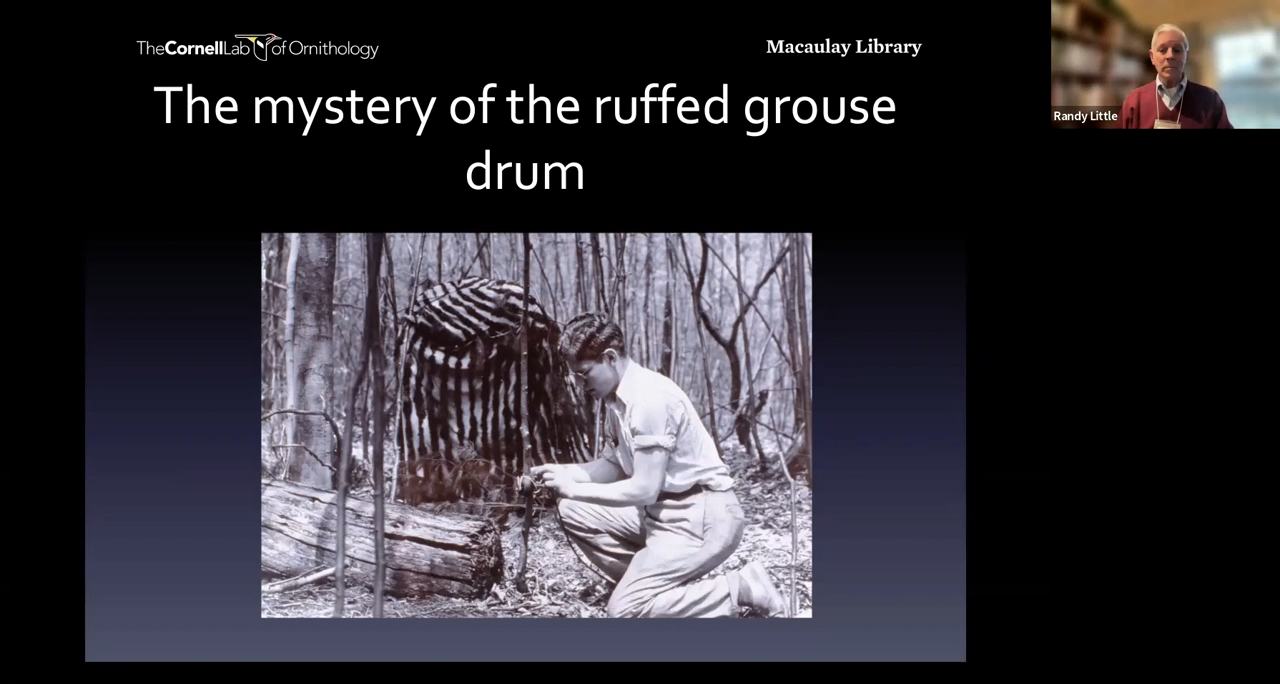 TheCornellLab of Ornithology
Macaulay Library
The mystery of the ruffed grouse
drum
Randy Little